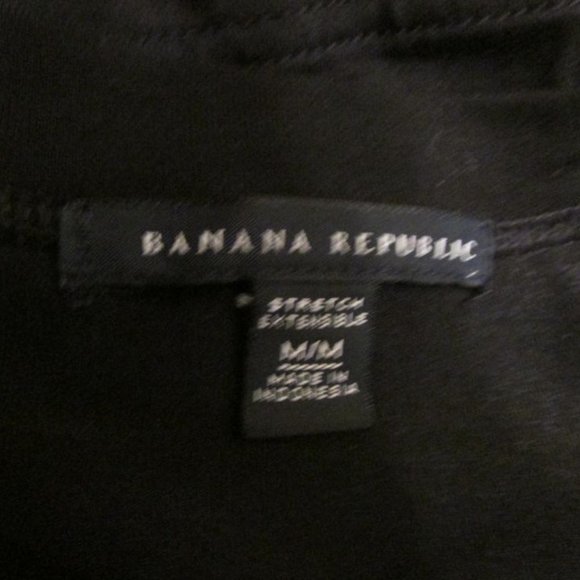 BANANA REPUBLIC
STRETCH
EXTENSIBLE
M/M
MADE IN
INDONESIA